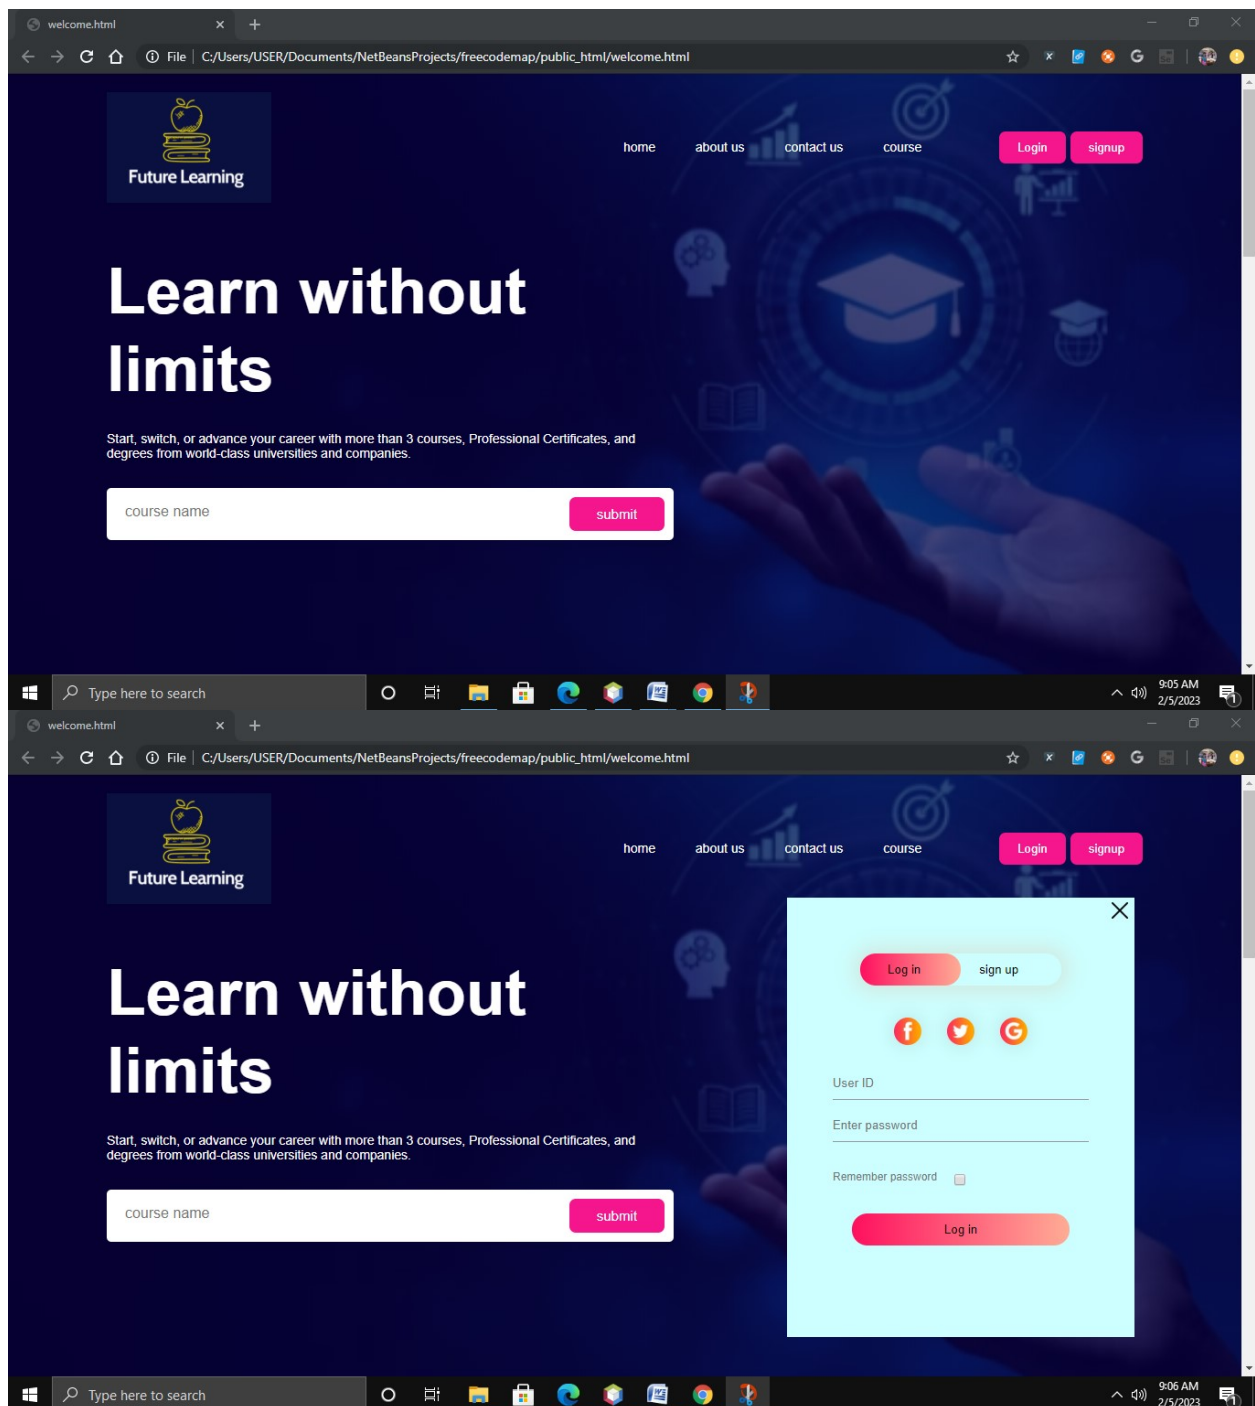 welcome.html
File | C:/Users/USER/Documents/NetBeansProjects/freecodemap/public_html/welcome.html
Future Learning
home about us contact us course Login signup
Learn without
limits
Start, switch, or advance your career with more than 3 courses, Professional Certificates, and
degrees from world-class universities and companies.
course name submit
Type here to search
9:05 AM
2/5/2023
welcome.html
File | C:/Users/USER/Documents/NetBeansProjects/freecodemap/public_html/welcome.html
Future Learning
home about us contact us course Login signup
Learn without
limits
Start, switch, or advance your career with more than 3 courses, Professional Certificates, and
degrees from world-class universities and companies.
course name submit
Log in sign up
User ID
Enter password
Remember password
Log in
Type here to search
9:06 AM
2/5/2023